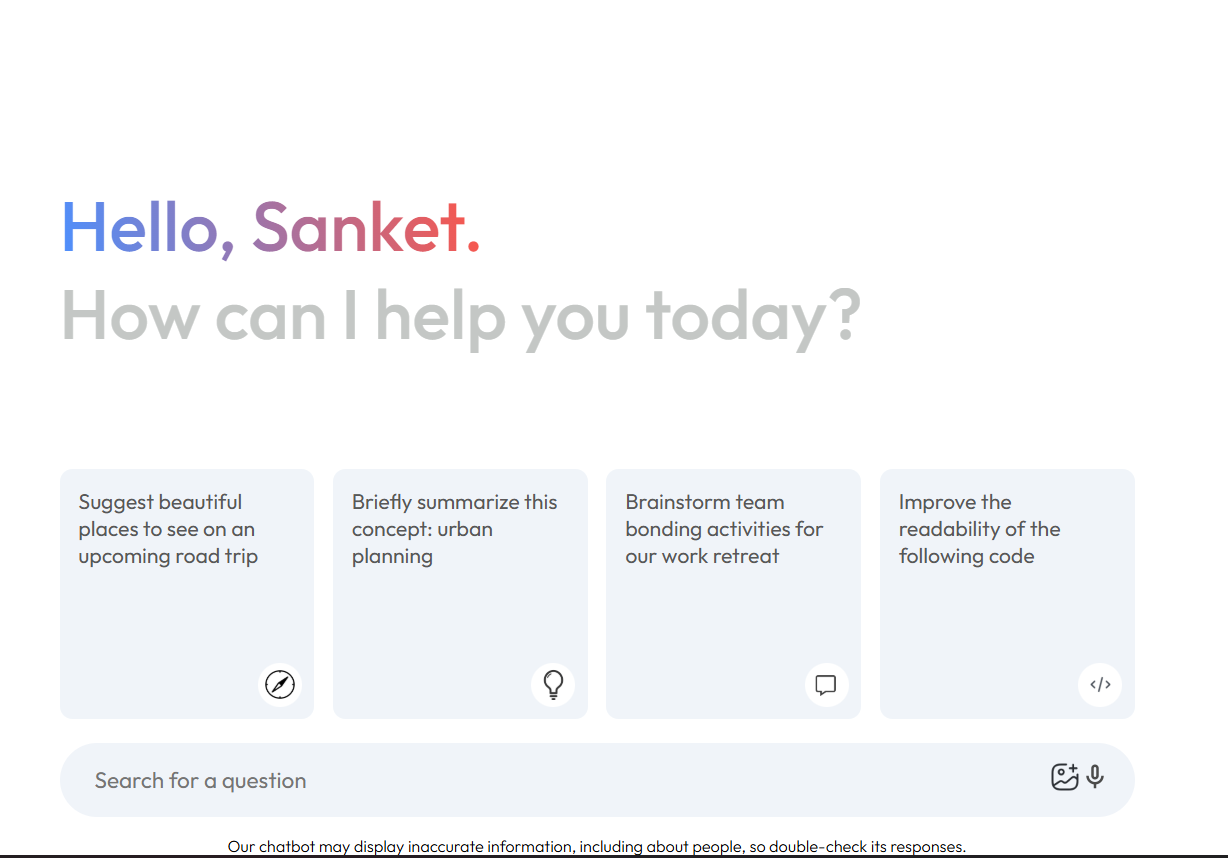 Hello, Sanket.
How can I help you today?
Suggest beautiful
places to see on an
upcoming road trip
Briefly summarize this
concept: urban
planning
Brainstorm team
bonding activities for
our work retreat
Improve the
readability of the
following code
</>
Search for a question
Our chatbot may display inaccurate information, including about people, so double-check its responses.